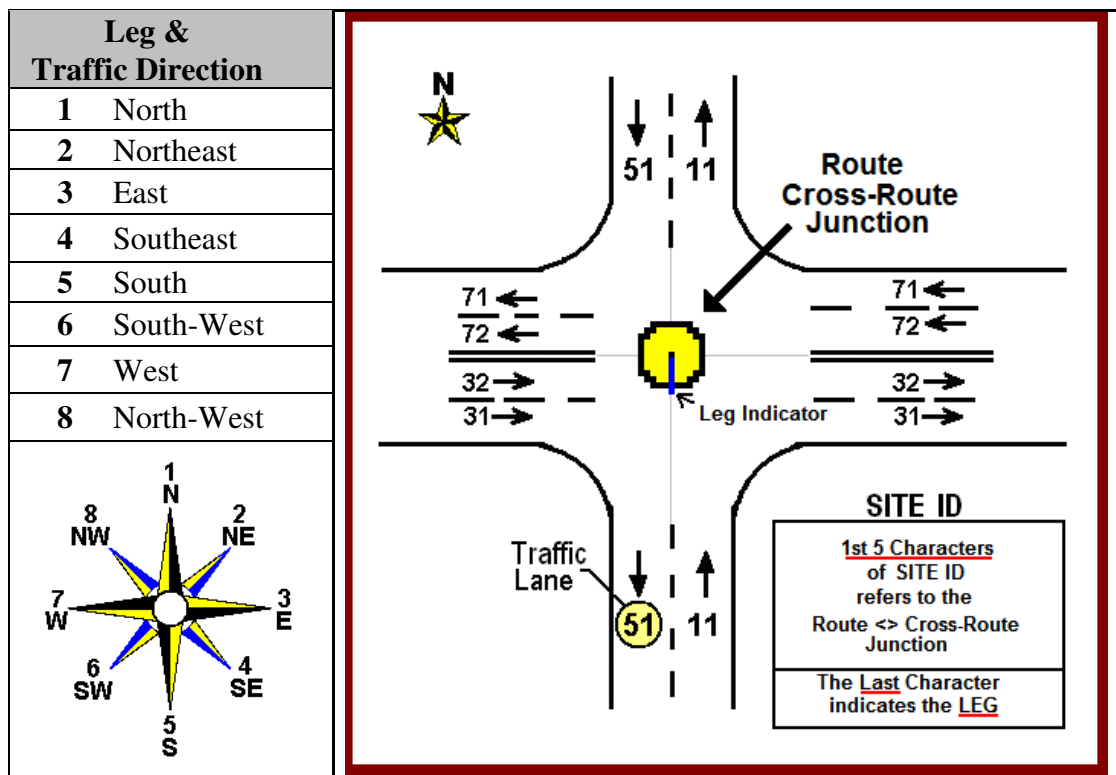 Leg &
Traffic Direction
1 North
2 Northeast
3 East
4 Southeast
5 South
6 South-West
7 West
8 North-West
1
N
8
NW
2
NE
7
W
3
E
6
SW
4
SE
5
S
N
51 11
Route
Cross-Route
Junction
71
72
71
72
32
31
32
31
Leg Indicator
Traffic
Lane
51 11
SITE ID
1st 5 Characters
of SITE ID
refers to the
Route <> Cross-Route
Junction
The Last Character
indicates the LEG